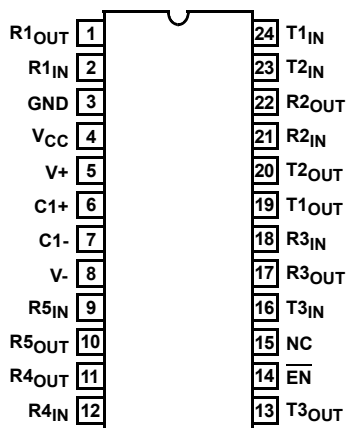 R1OUT 1 24 T1IN
R1IN 2 23 T2IN
GND 3 22 R2OUT
VCC 4 21 R2IN
V+ 5 20 T2OUT
C1+ 6 19 T1OUT
C1- 7 18 R3IN
V- 8 17 R3OUT
R5IN 9 16 T3IN
R5OUT 10 15 NC
R4OUT 11 14 E̅N̅
R4IN 12 13 T3OUT